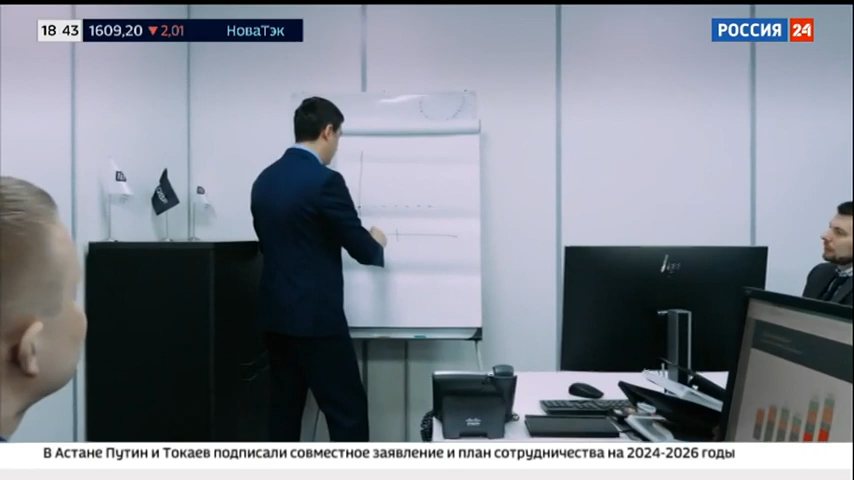 18 43 1609,20 ▼2,01 НоваТэк
РОССИЯ 24
В Астане Путин и Токаев подписали совместное заявление и план сотрудничества на 2024-2026 годы